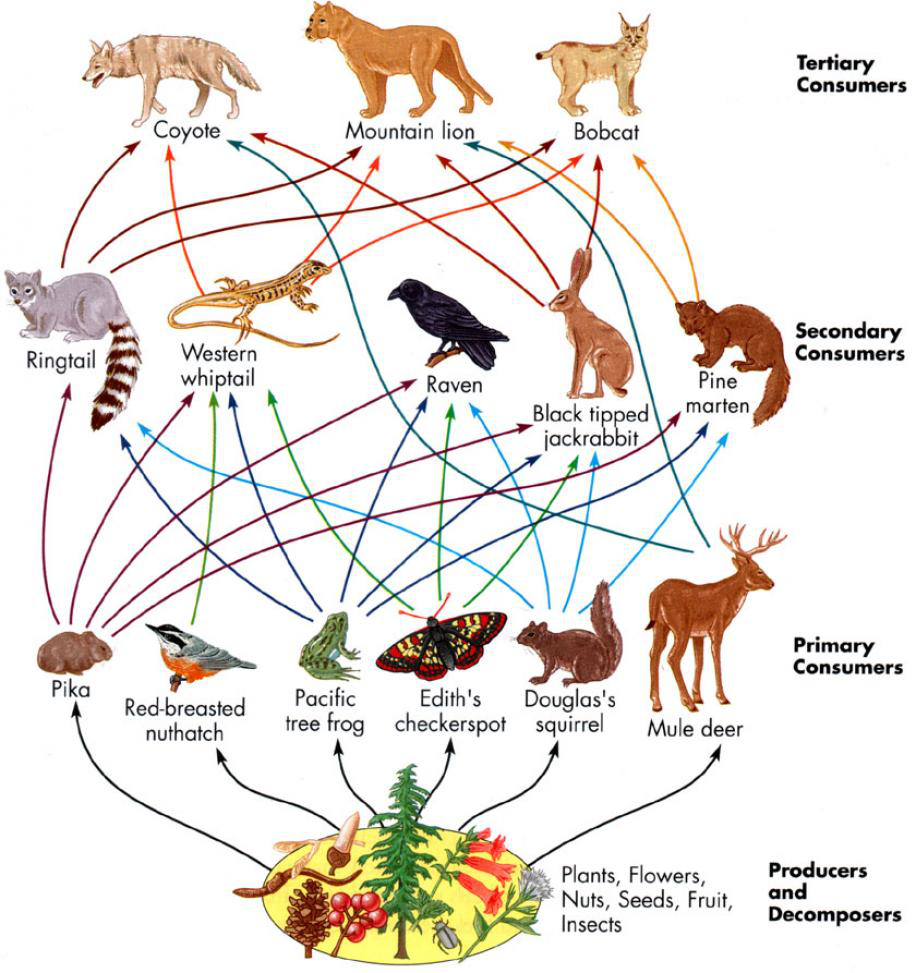 Tertiary
Consumers
Coyote
Mountain lion
Bobcat
Secondary
Consumers
Ringtail
Western
whiptail
Raven
Black tipped
jackrabbit
Pine
marten
Primary
Consumers
Pika
Red-breasted
nuthatch
Pacific
tree frog
Edith's
checkerspot
Douglas's
squirrel
Mule deer
Plants, Flowers,
Nuts, Seeds, Fruit,
Insects
Producers
and
Decomposers